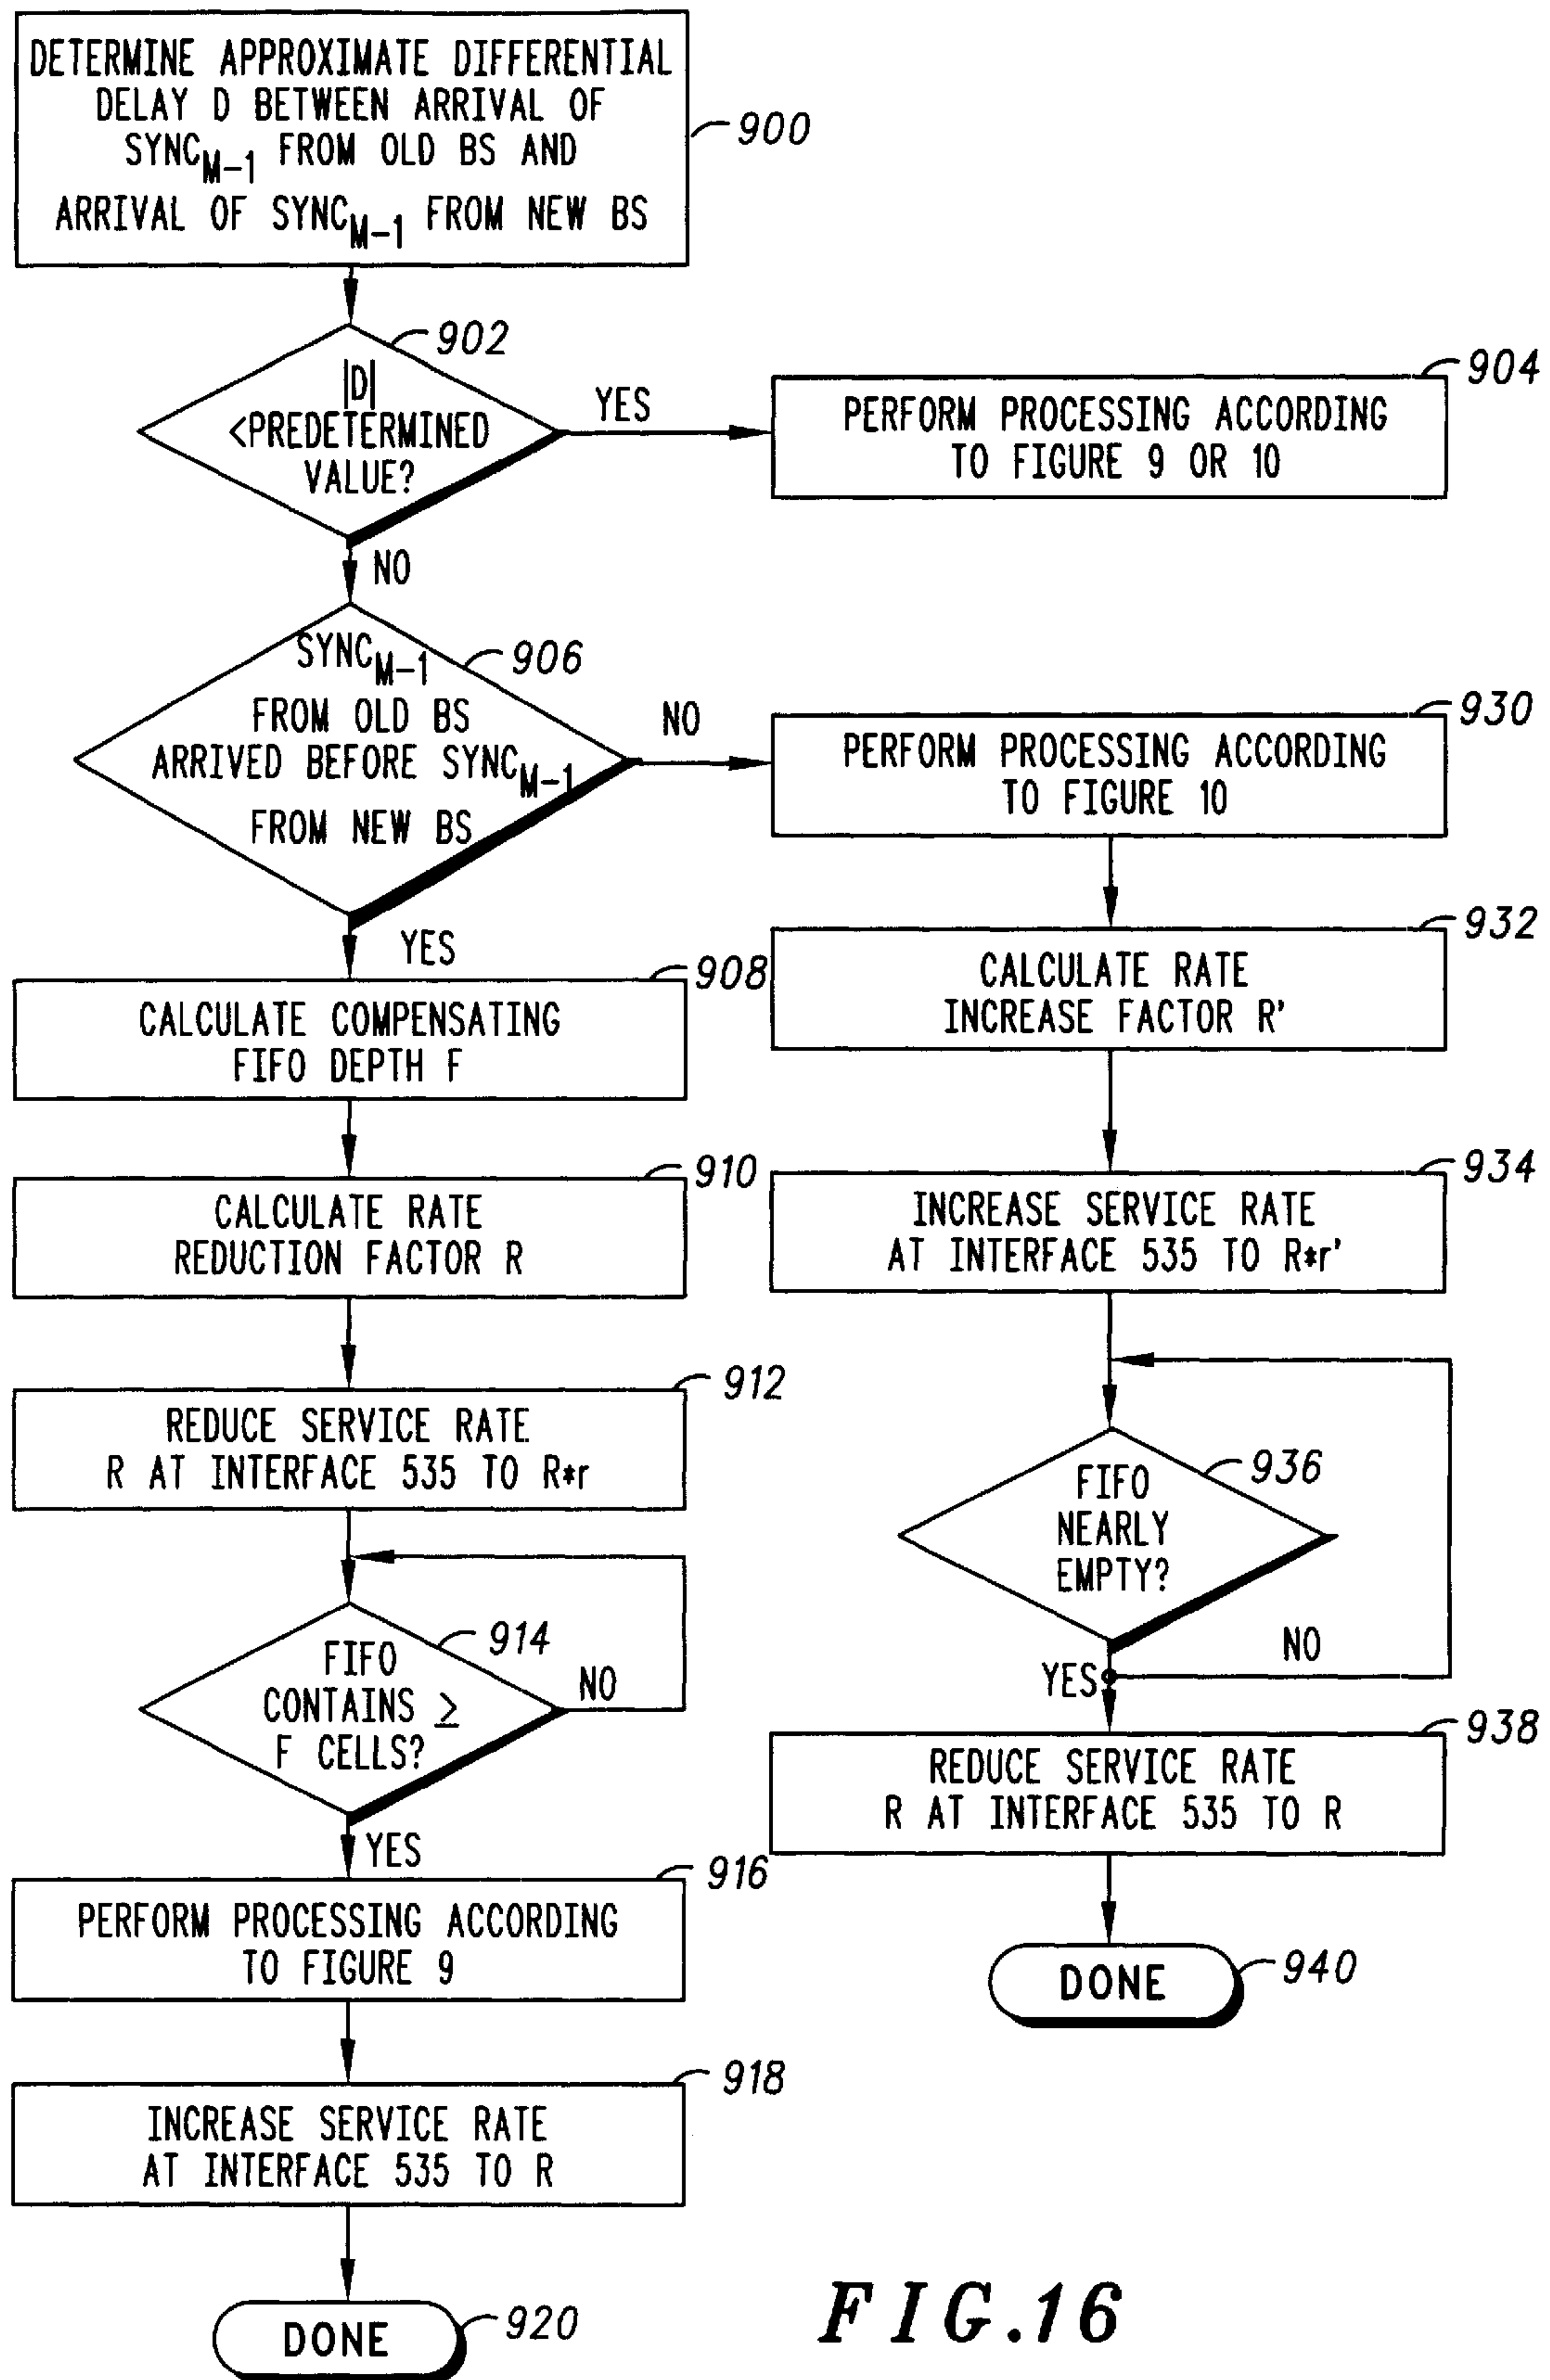 DETERMINE APPROXIMATE DIFFERENTIAL
DELAY D BETWEEN ARRIVAL OF
SYNC_M-1 FROM OLD BS AND
ARRIVAL OF SYNC_M-1 FROM NEW BS
900
902
|D|
<PREDETERMINED
VALUE?
YES
904
PERFORM PROCESSING ACCORDING
TO FIGURE 9 OR 10
NO
906
SYNC_M-1
FROM OLD BS
ARRIVED BEFORE SYNC_M-1
FROM NEW BS
NO
930
PERFORM PROCESSING ACCORDING
TO FIGURE 10
YES
908
CALCULATE COMPENSATING
FIFO DEPTH F
910
CALCULATE RATE
REDUCTION FACTOR R
912
REDUCE SERVICE RATE
R AT INTERFACE 535 TO R*r
914
FIFO
CONTAINS ≥
F CELLS?
NO
YES
916
PERFORM PROCESSING ACCORDING
TO FIGURE 9
918
INCREASE SERVICE RATE
AT INTERFACE 535 TO R
DONE
920
932
CALCULATE RATE
INCREASE FACTOR R'
934
INCREASE SERVICE RATE
AT INTERFACE 535 TO R*r'
936
FIFO
NEARLY
EMPTY?
NO
YES
938
REDUCE SERVICE RATE
R AT INTERFACE 535 TO R
DONE
940
FIG.16